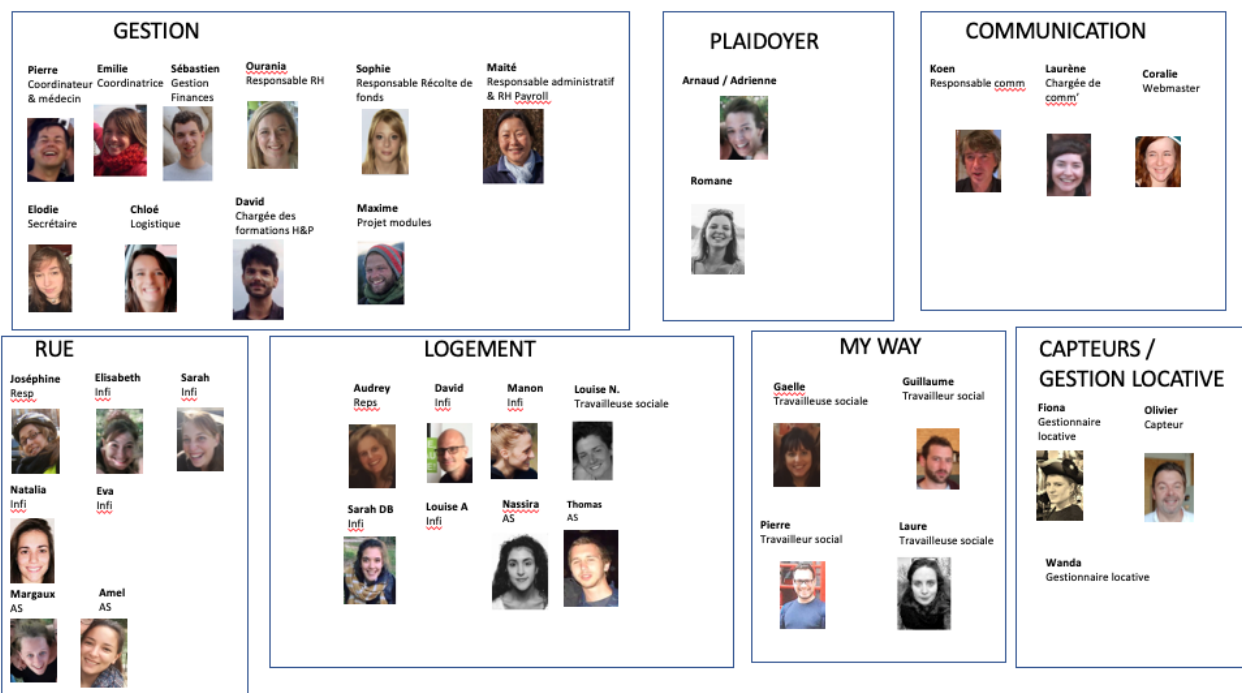 GESTION
Pierre
Coordinateur
& médecin
Emilie
Coordinatrice
Sébastien
Gestion
Finances
Ourania
Responsable RH
Sophie
Responsable Récolte de
fonds
Maïté
Responsable administratif
& RH Payroll
Elodie
Secrétaire
Chloé
Logistique
David
Chargée des
formations H&P
Maxime
Projet modules
PLAIDOYER
Arnaud / Adrienne
Romane
COMMUNICATION
Koen
Responsable comm
Laurène
Chargée de
comm’
Coralie
Webmaster
RUE
Joséphine
Resp
Elisabeth
Infi
Sarah
Infi
Natalia
Infi
Eva
Infi
Margaux
AS
Amel
AS
LOGEMENT
Audrey
Reps
David
Infi
Manon
Infi
Louise N.
Travailleuse sociale
Sarah DB
Infi
Louise A
Infi
Nassira
AS
Thomas
AS
MY WAY
Gaelle
Travailleuse sociale
Guillaume
Travailleur social
Pierre
Travailleur social
Laure
Travailleuse sociale
CAPTEURS /
GESTION LOCATIVE
Fiona
Gestionnaire
locative
Olivier
Capteur
Wanda
Gestionnaire locative